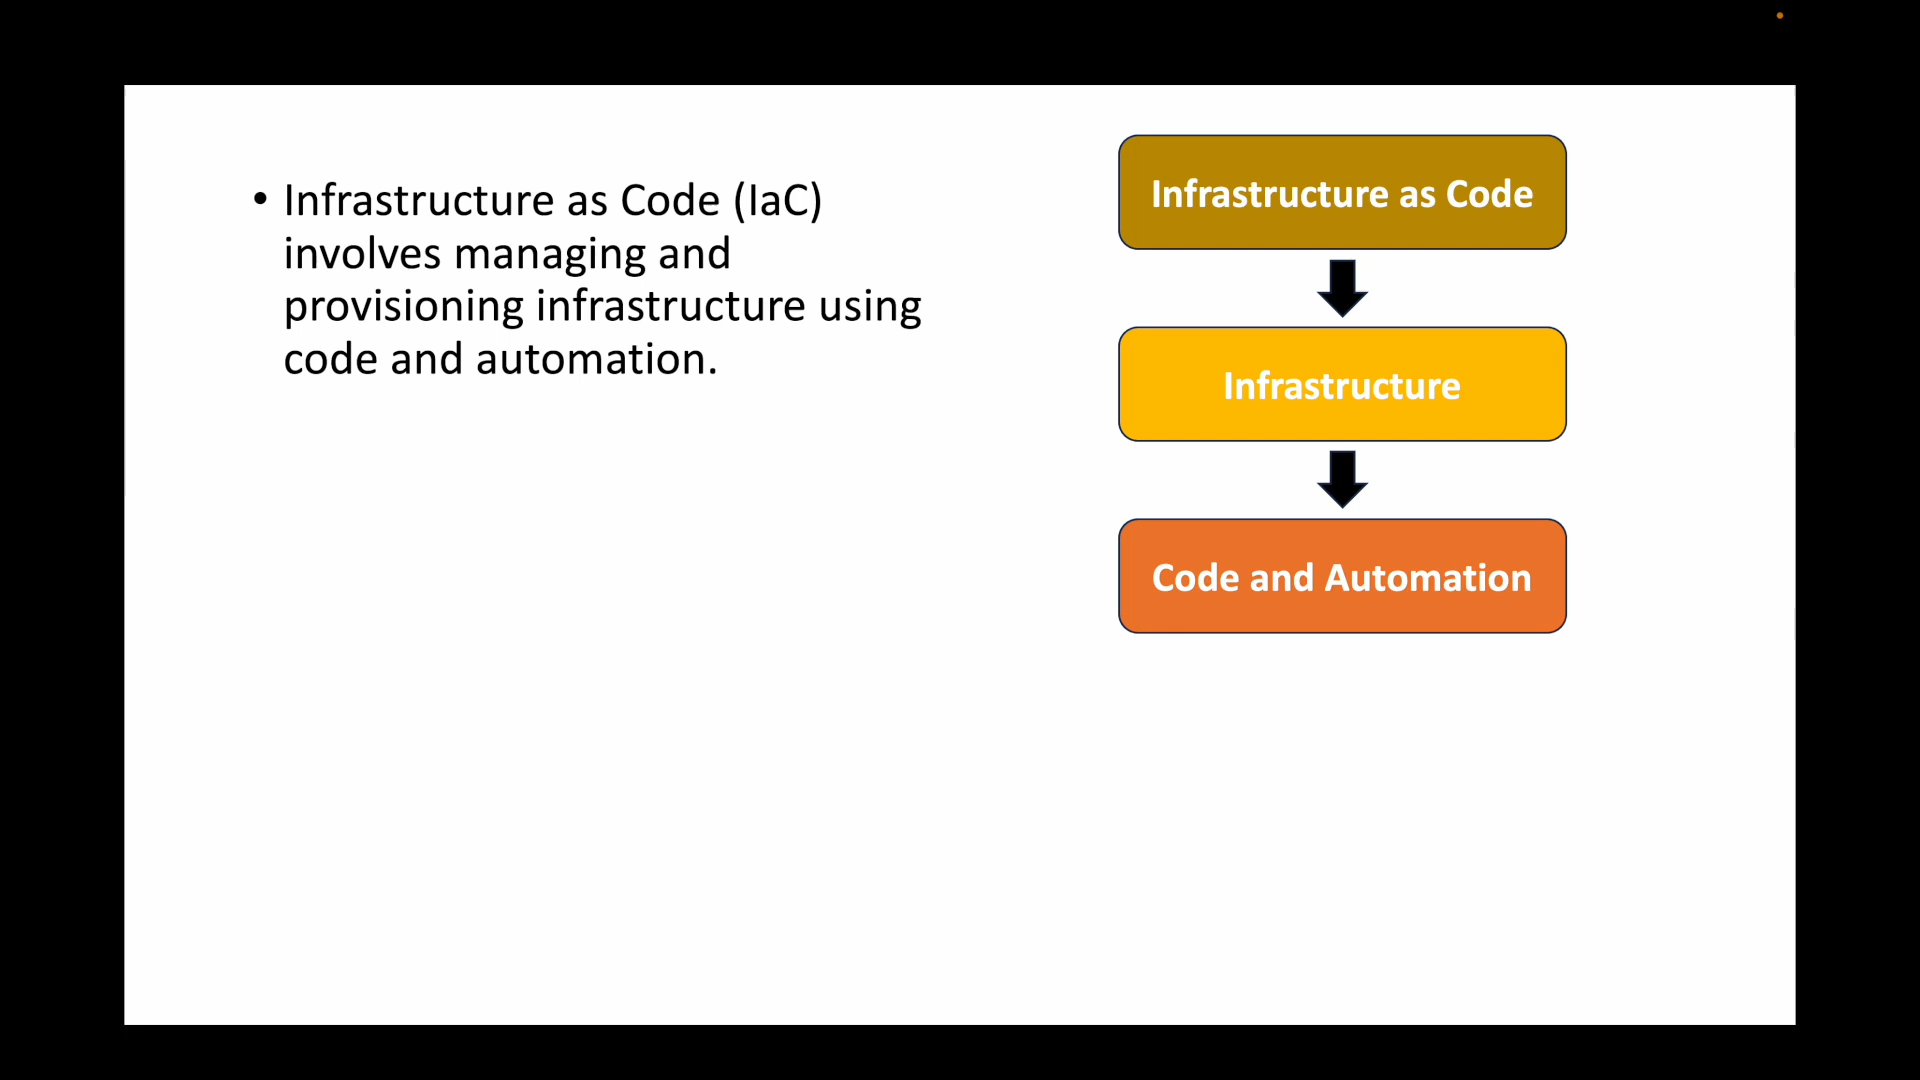 • Infrastructure as Code (IaC)
involves managing and
provisioning infrastructure using
code and automation.
Infrastructure as Code
Infrastructure
Code and Automation